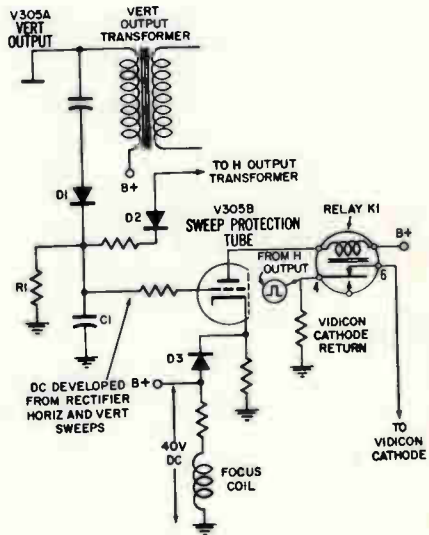 V305A
VERT
OUTPUT
VERT
OUTPUT
TRANSFORMER
B+
TO H OUTPUT
TRANSFORMER
D1
D2
V305B
SWEEP PROTECTION
TUBE
RELAY K1
B+
FROM H
OUTPUT
4
6
R1
C1
VIDICON
CATHODE
RETURN
D3
DC DEVELOPED
FROM RECTIFIER
HORIZ AND VERT
SWEEPS
B+
40V
DC
FOCUS
COIL
TO
VIDICON
CATHODE